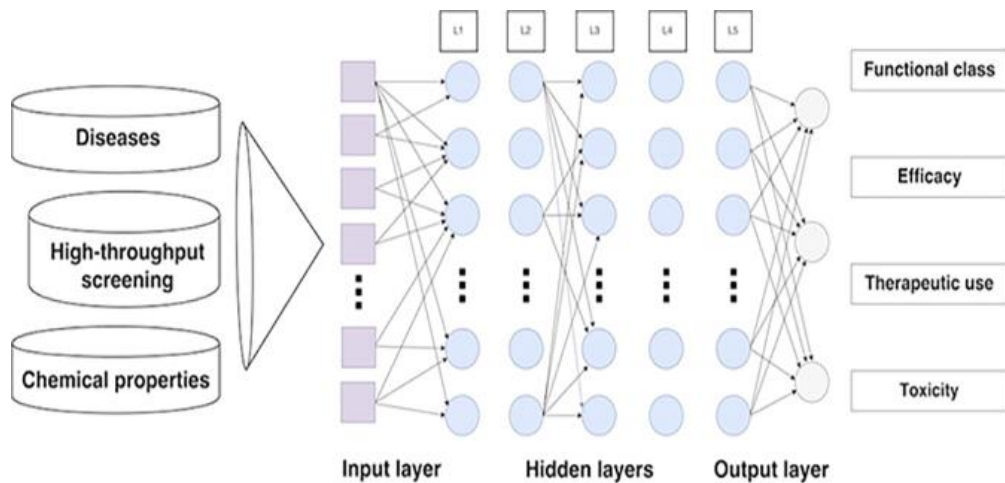 L1
L2
L3
L4
L5
Diseases
High-throughput
screening
Chemical properties
Functional class
Efficacy
Therapeutic use
Toxicity
Input layer
Hidden layers
Output layer